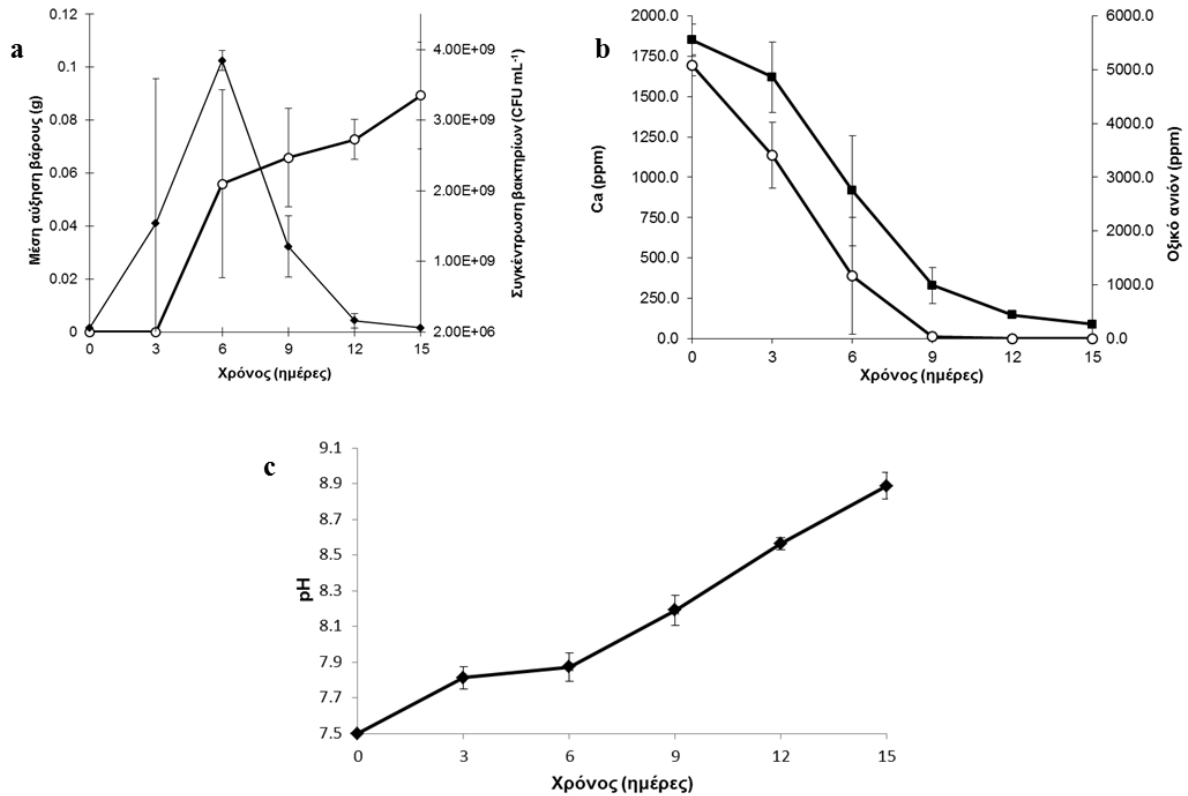 a
Μέση αύξηση βάρους (g)
0.12
0.1
0.08
0.06
0.04
0.02
0
4.00E+09
3.00E+09
2.00E+09
1.00E+09
2.00E+06
Συγκέντρωση βακτηρίων (CFU mL⁻¹)
0 3 6 9 12 15
Χρόνος (ημέρες)
b
Ca (ppm)
2000.0
1750.0
1500.0
1250.0
1000.0
750.0
500.0
250.0
0.0
6000.0
5000.0
4000.0
3000.0
2000.0
1000.0
0.0
Οξικό ανιόν (ppm)
0 3 6 9 12 15
Χρόνος (ημέρες)
c
pH
9.1
8.9
8.7
8.5
8.3
8.1
7.9
7.7
7.5
0 3 6 9 12 15
Χρόνος (ημέρες)